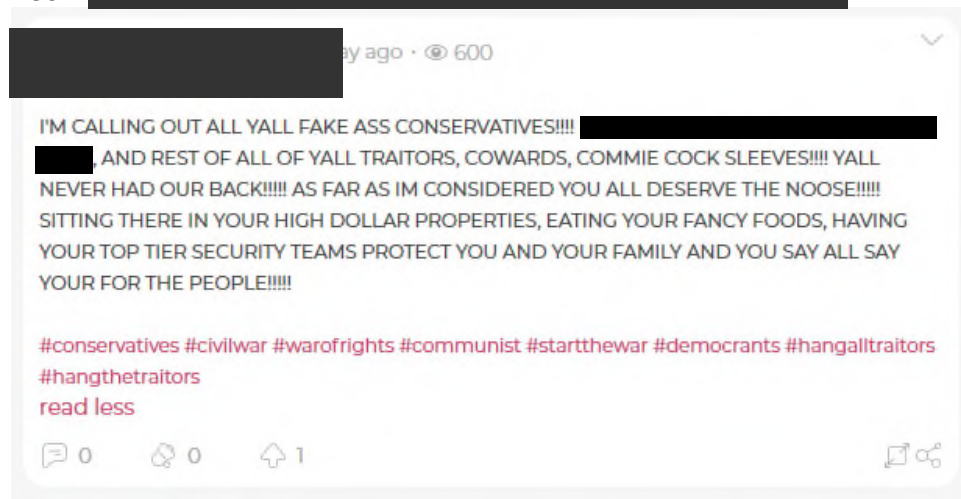 ay ago · 600
I'M CALLING OUT ALL YALL FAKE ASS CONSERVATIVES!!!!
, AND REST OF ALL OF YALL TRAITORS, COWARDS, COMMIE COCK SLEEVES!!!! YALL
NEVER HAD OUR BACK!!!!! AS FAR AS IM CONSIDERED YOU ALL DESERVE THE NOOSE!!!!!
SITTING THERE IN YOUR HIGH DOLLAR PROPERTIES, EATING YOUR FANCY FOODS, HAVING
YOUR TOP TIER SECURITY TEAMS PROTECT YOU AND YOUR FAMILY AND YOU SAY ALL SAY
YOUR FOR THE PEOPLE!!!!!
#conservatives #civilwar #warofrights #communist #startthewar #democrants #hangalltraitors
#hangthetraitors
read less
0 0 1